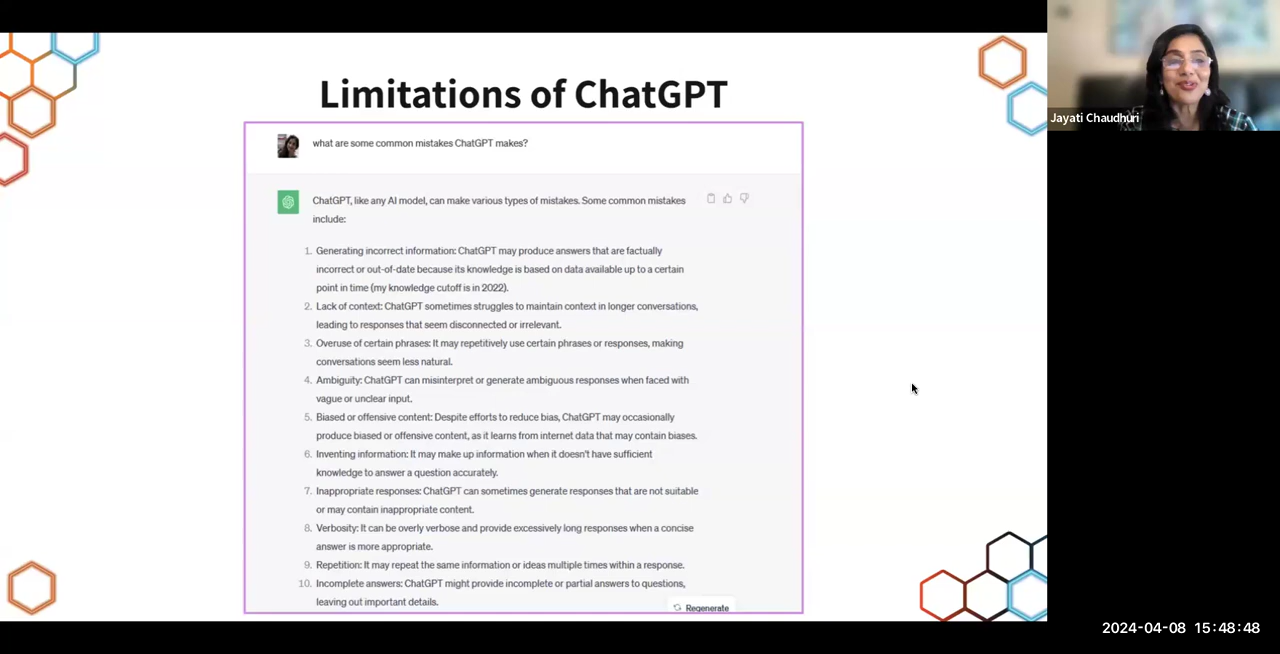 Limitations of ChatGPT
Jayati Chaudhuri
what are some common mistakes ChatGPT makes?
ChatGPT, like any AI model, can make various types of mistakes. Some common mistakes
include:
1. Generating incorrect information: ChatGPT may produce answers that are factually
incorrect or out-of-date because its knowledge is based on data available up to a certain
point in time (my knowledge cutoff is in 2022).
2. Lack of context: ChatGPT sometimes struggles to maintain context in longer conversations,
leading to responses that seem disconnected or irrelevant.
3. Overuse of certain phrases: It may repetitively use certain phrases or responses, making
conversations seem less natural.
4. Ambiguity: ChatGPT can misinterpret or generate ambiguous responses when faced with
vague or unclear input.
5. Biased or offensive content: Despite efforts to reduce bias, ChatGPT may occasionally
produce biased or offensive content, as it learns from internet data that may contain biases.
6. Inventing information: It may make up information when it doesn't have sufficient
knowledge to answer a question accurately.
7. Inappropriate responses: ChatGPT can sometimes generate responses that are not suitable
or may contain inappropriate content.
8. Verbosity: It can be overly verbose and provide excessively long responses when a concise
answer is more appropriate.
9. Repetition: It may repeat the same information or ideas multiple times within a response.
10. Incomplete answers: ChatGPT might provide incomplete or partial answers to questions,
leaving out important details.
Regenerate
2024-04-08 15:48:48